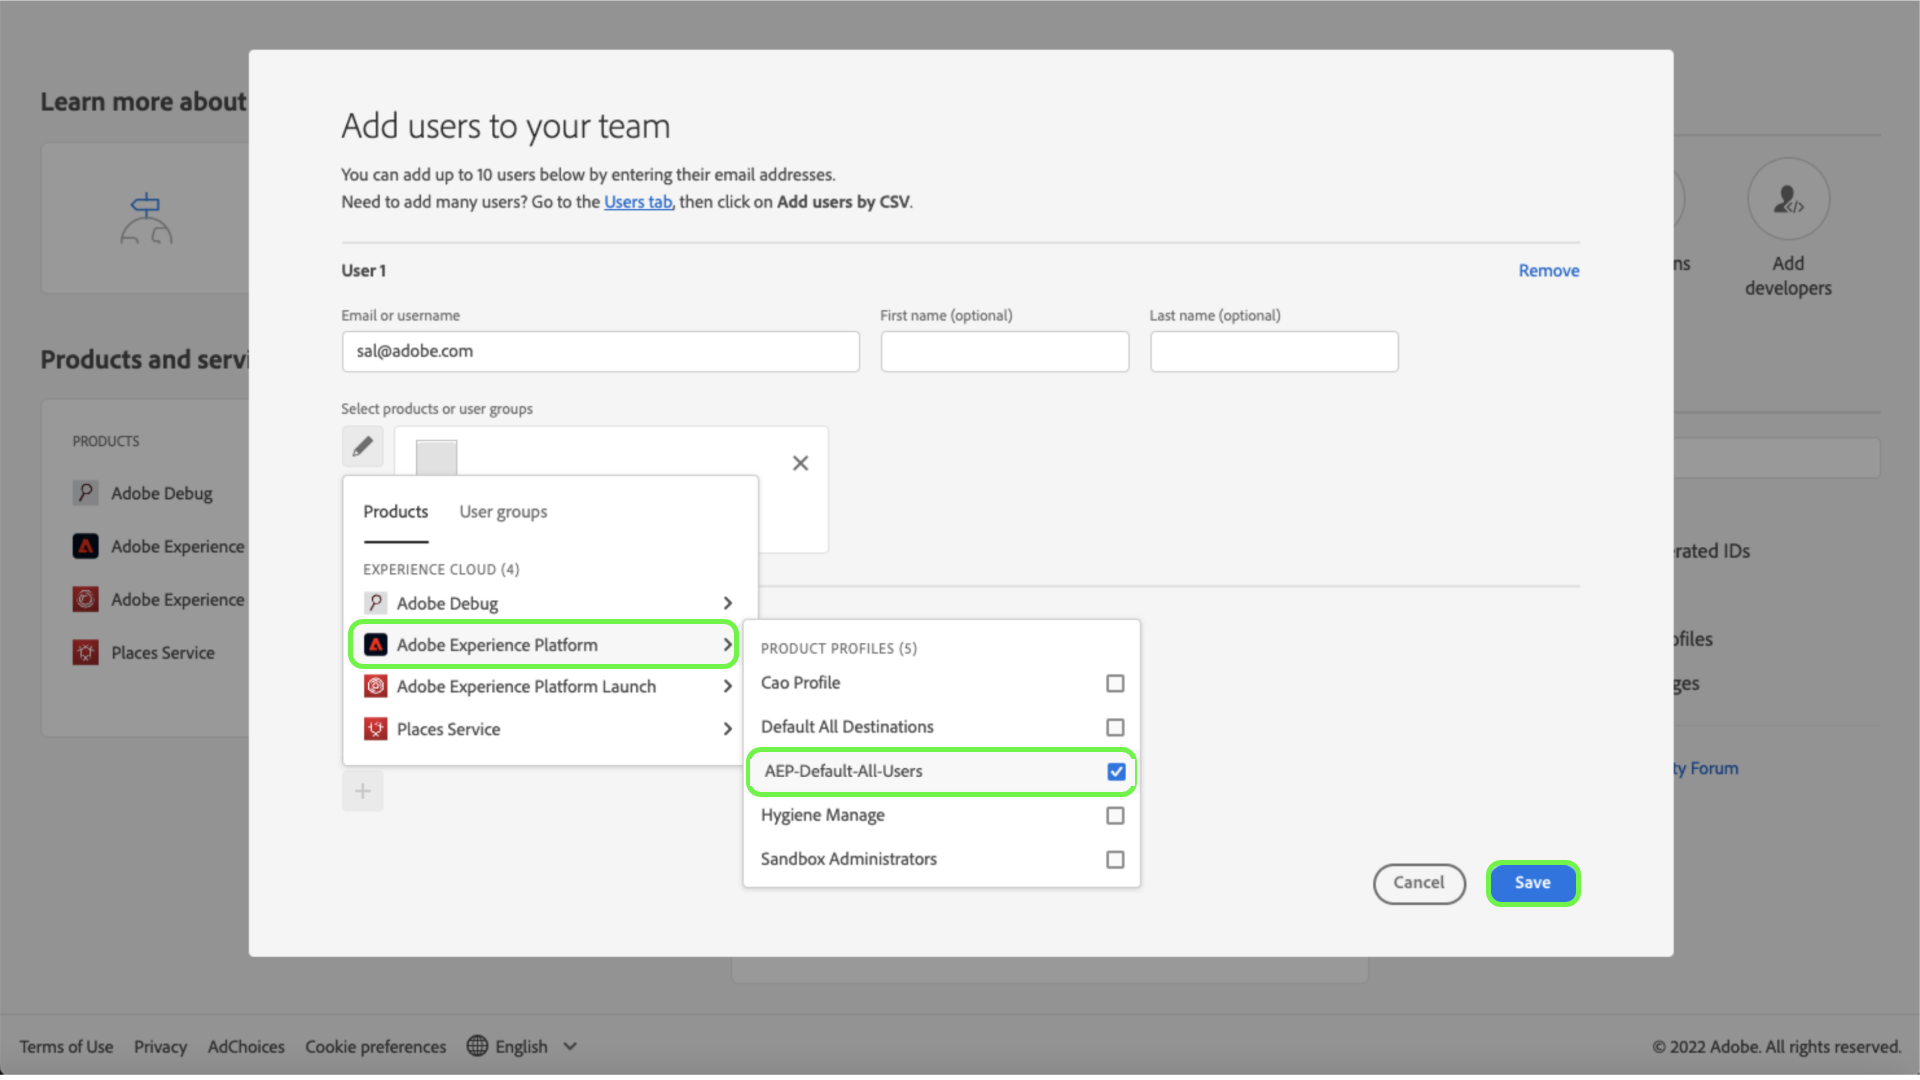 Learn more about
Add users to your team
You can add up to 10 users below by entering their email addresses.
Need to add many users? Go to the Users tab, then click on Add users by CSV.
User 1
Remove
Email or username
First name (optional)
Last name (optional)
sal@adobe.com
Select products or user groups
Products
User groups
EXPERIENCE CLOUD (4)
Adobe Debug
Adobe Experience Platform
Adobe Experience Platform Launch
Places Service
PRODUCT PROFILES (5)
Cao Profile
Default All Destinations
AEP-Default-All-Users
Hygiene Manage
Sandbox Administrators
Cancel
Save
Products and servi
PRODUCTS
Adobe Debug
Adobe Experience
Adobe Experience
Places Service
ns
Add
developers
rated IDs
ofiles
ges
ty Forum
Terms of Use
Privacy
AdChoices
Cookie preferences
English
© 2022 Adobe. All rights reserved.